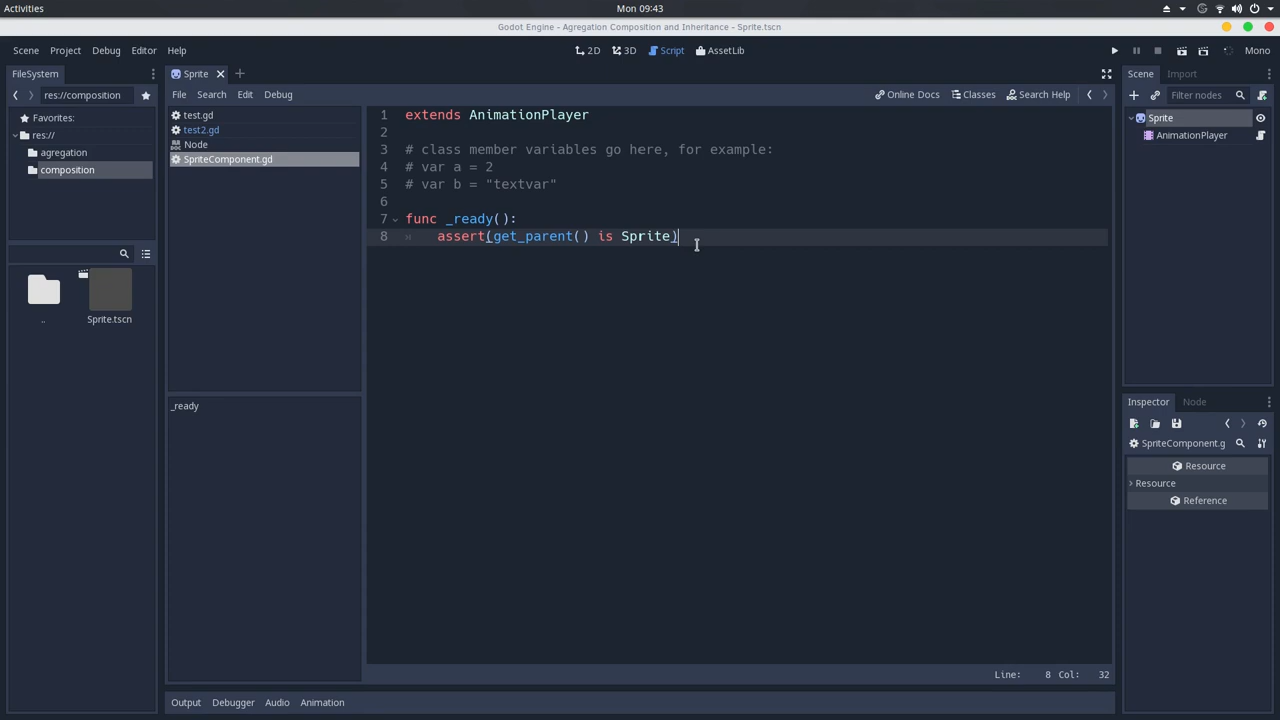 Activities
Mon 09:43
Godot Engine - Agregation Composition and Inheritance - Sprite.tscn
Scene Project Debug Editor Help
2D 3D Script AssetLib
Mono
FileSystem
Sprite
Scene Import
res://composition
File Search Edit Debug
Online Docs Classes Search Help
Filter nodes
Favorites:
res://
agregation
composition
test.gd
test2.gd
Node
SpriteComponent.gd
1 extends AnimationPlayer
2
3 # class member variables go here, for example:
4 # var a = 2
5 # var b = "textvar"
6
7 func _ready():
8 assert(get_parent() is Sprite)
Sprite
AnimationPlayer
..
Sprite.tscn
_ready
Inspector Node
SpriteComponent.g
Resource
Resource
Reference
Line: 8 Col: 32
Output Debugger Audio Animation